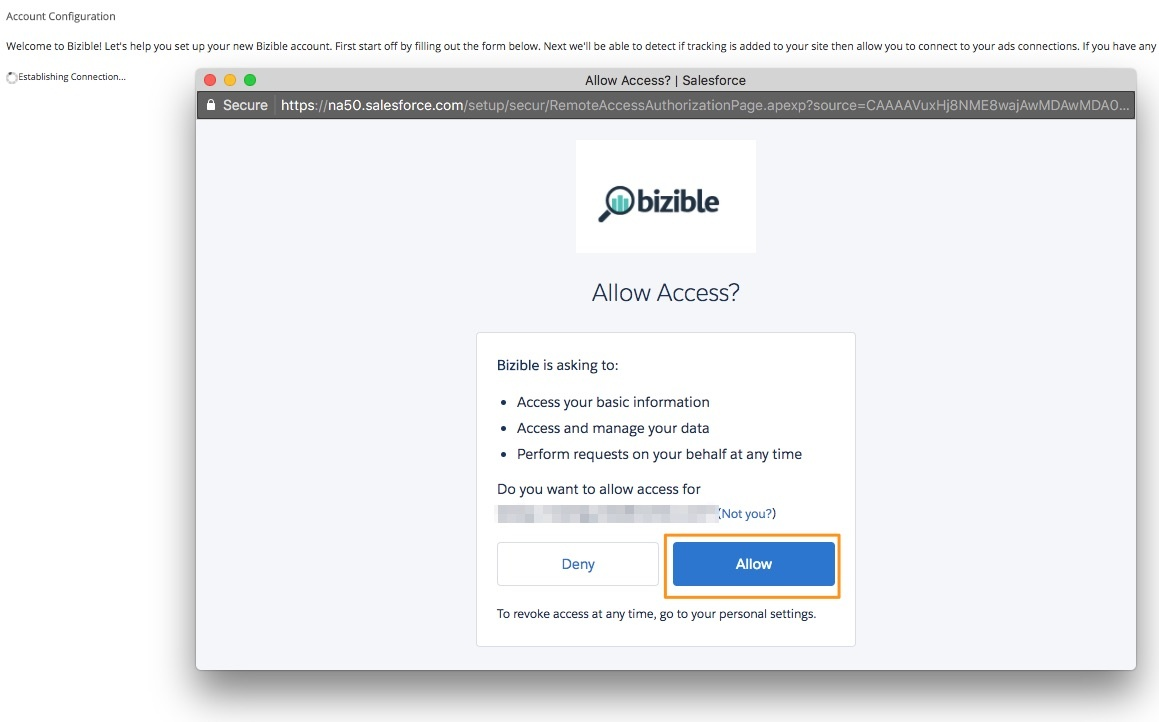 Account Configuration
Welcome to Bizible! Let's help you set up your new Bizible account. First start off by filling out the form below. Next we'll be able to detect if tracking is added to your site then allow you to connect to your ads connections. If you have any
Establishing Connection...
Allow Access? | Salesforce
Secure https://na50.salesforce.com/setup/secur/RemoteAccessAuthorizationPage.apexp?source=CAAAAVuxHj8NME8wajAwMDAwMDA0...
bizible
Allow Access?
Bizible is asking to:
• Access your basic information
• Access and manage your data
• Perform requests on your behalf at any time
Do you want to allow access for
(Not you?)
Deny
Allow
To revoke access at any time, go to your personal settings.